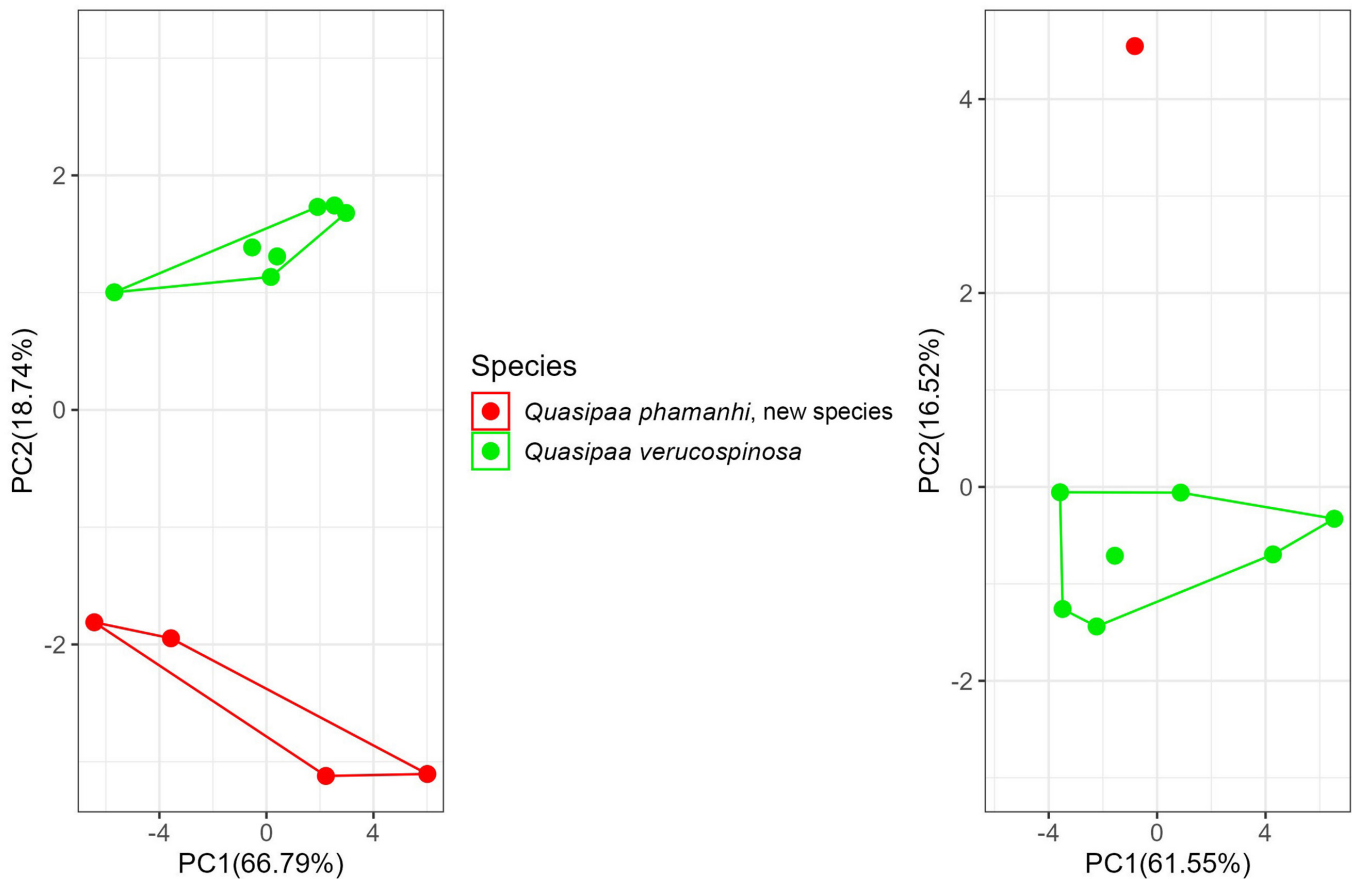 2
0
-2
PC2(18.74%)
-4
0
4
PC1(66.79%)
Species
Quasipaa phamanhi, new species
Quasipaa verucospinosa
4
2
0
-2
PC2(16.52%)
-4
0
4
PC1(61.55%)